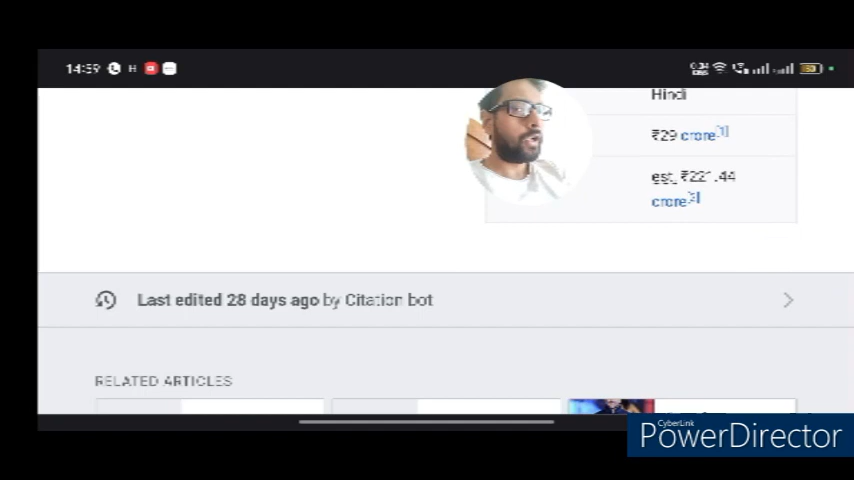 14:59
Hindi
₹29 crore[1]
est. ₹221.44
crore[2]
Last edited 28 days ago by Citation bot
RELATED ARTICLES
CyberLink
PowerDirector